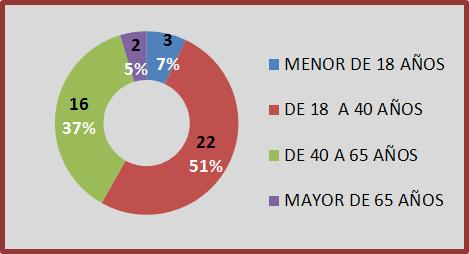 3
7%
22
51%
16
37%
2
5%
MENOR DE 18 AÑOS
DE 18  A 40 AÑOS
DE 40 A 65 AÑOS
MAYOR DE 65 AÑOS